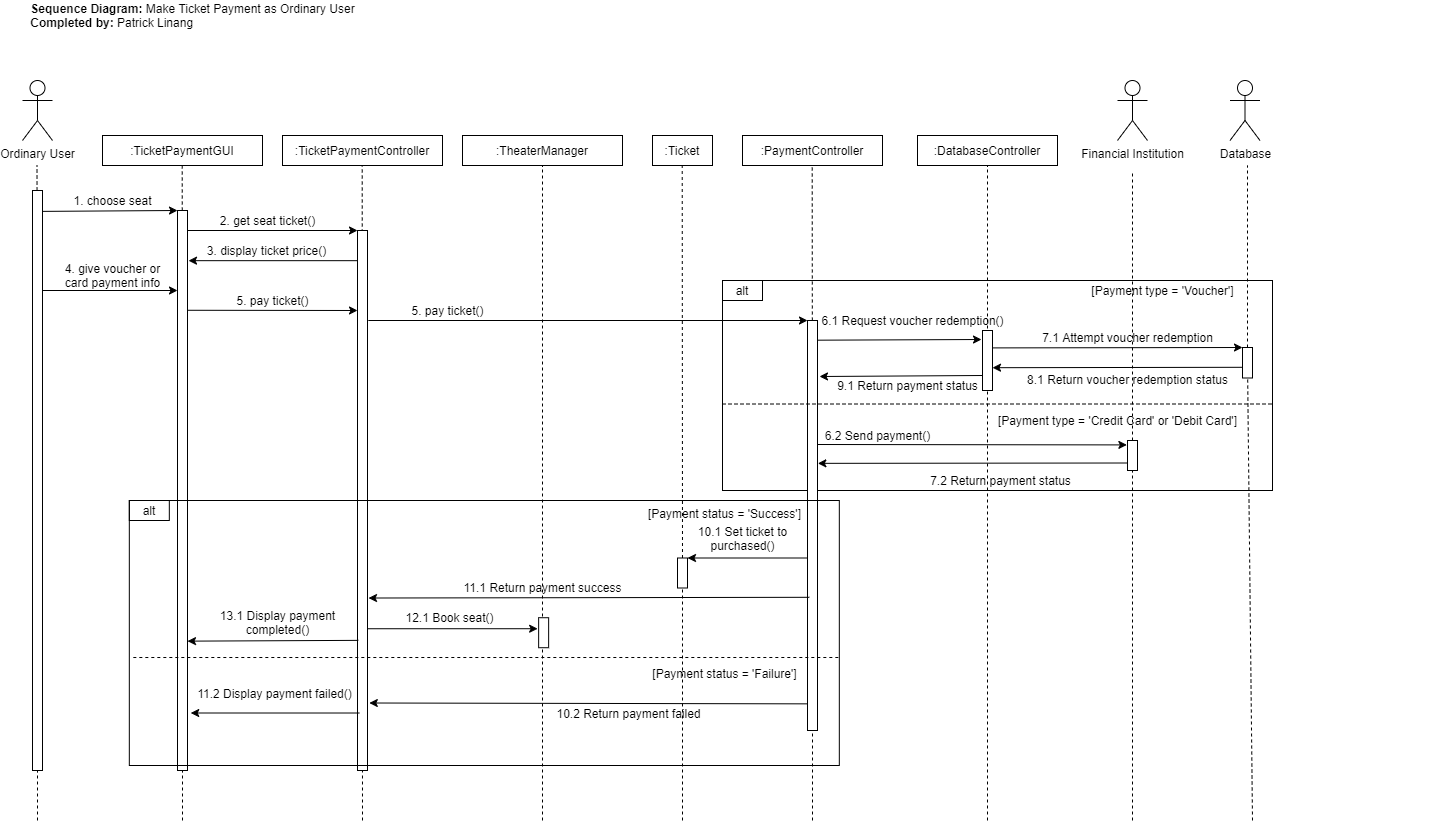 Sequence Diagram: Make Ticket Payment as Ordinary User
Completed by: Patrick Linang
Ordinary User
:TicketPaymentGUI
:TicketPaymentController
:TheaterManager
:Ticket
:PaymentController
:DatabaseController
Financial Institution
Database
1. choose seat
2. get seat ticket()
3. display ticket price()
4. give voucher or
card payment info
5. pay ticket()
5. pay ticket()
alt
[Payment type = 'Voucher']
6.1 Request voucher redemption()
7.1 Attempt voucher redemption
8.1 Return voucher redemption status
9.1 Return payment status
[Payment type = 'Credit Card' or 'Debit Card']
6.2 Send payment()
7.2 Return payment status
alt
[Payment status = 'Success']
10.1 Set ticket to
purchased()
11.1 Return payment success
12.1 Book seat()
13.1 Display payment
completed()
[Payment status = 'Failure']
10.2 Return payment failed
11.2 Display payment failed()